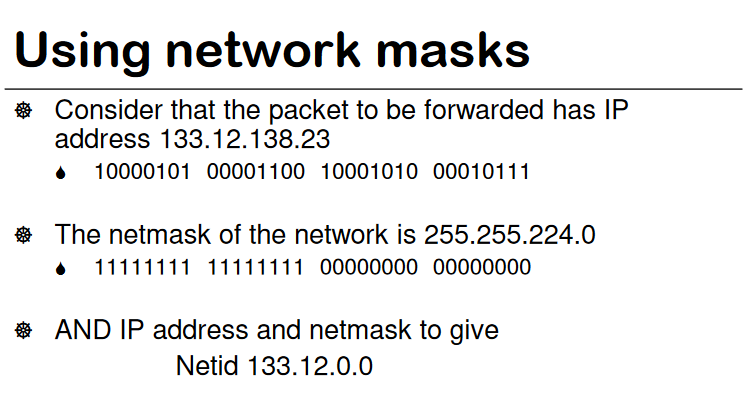 Using network masks
Consider that the packet to be forwarded has IP
address 133.12.138.23
10000101 00001100 10001010 00010111
The netmask of the network is 255.255.224.0
11111111 11111111 00000000 00000000
AND IP address and netmask to give
Netid 133.12.0.0